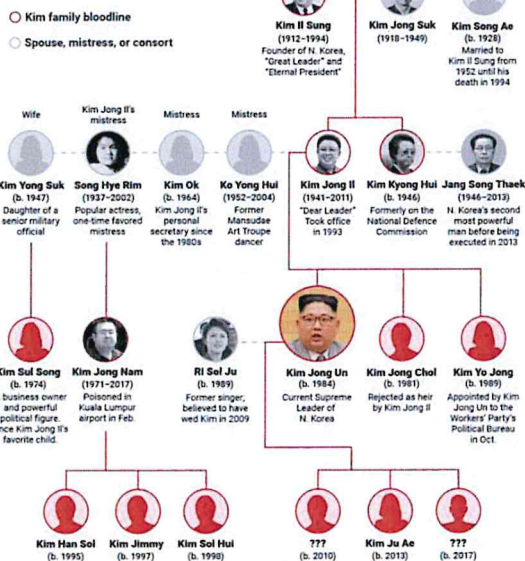 Kim family bloodline
Spouse, mistress, or consort
Kim Il Sung
(1912–1994)
Founder of N. Korea,
"Great Leader" and
"Eternal President"
Kim Jong Suk
(1918–1949)
Kim Song Ae
(b. 1928)
Married to
Kim Il Sung from
1952 until his
death in 1994
Wife
Kim Jong Il's
mistress
Mistress
Mistress
Kim Yong Suk
(b. 1947)
Daughter of a
senior military
official
Song Hye Rim
(1937–2002)
Popular actress,
one-time favored
mistress
Kim Ok
(b. 1964)
Kim Jong Il's
personal
secretary since
the 1980s
Ko Yong Hui
(1952–2004)
Former
Mansudae
Art Troupe
dancer
Kim Jong Il
(1941–2011)
"Dear Leader"
Took office
in 1993
Kim Kyong Hui
(b. 1946)
Formerly on the
National Defence
Commission
Jang Song Thaek
(1946–2013)
N. Korea's second
most powerful
man before being
executed in 2013
Kim Sul Song
(b. 1974)
business owner
and powerful
political figure,
nce Kim Jong Il's
favorite child.
Kim Jong Nam
(1971–2017)
Poisoned in
Kuala Lumpur
airport in Feb.
Ri Sol Ju
(b. 1989)
Former singer,
believed to have
wed Kim in 2009
Kim Jong Un
(b. 1984)
Current Supreme
Leader of
N. Korea
Kim Jong Chol
(b. 1981)
Rejected as heir
by Kim Jong Il
Kim Yo Jong
(b. 1989)
Appointed by Kim
Jong Un to the
Workers' Party's
Political Bureau
in Oct.
Kim Han Sol
(b. 1995)
Kim Jimmy
(b. 1997)
Kim Sol Hui
(b. 1998)
???
(b. 2010)
Kim Ju Ae
(b. 2013)
???
(b. 2017)